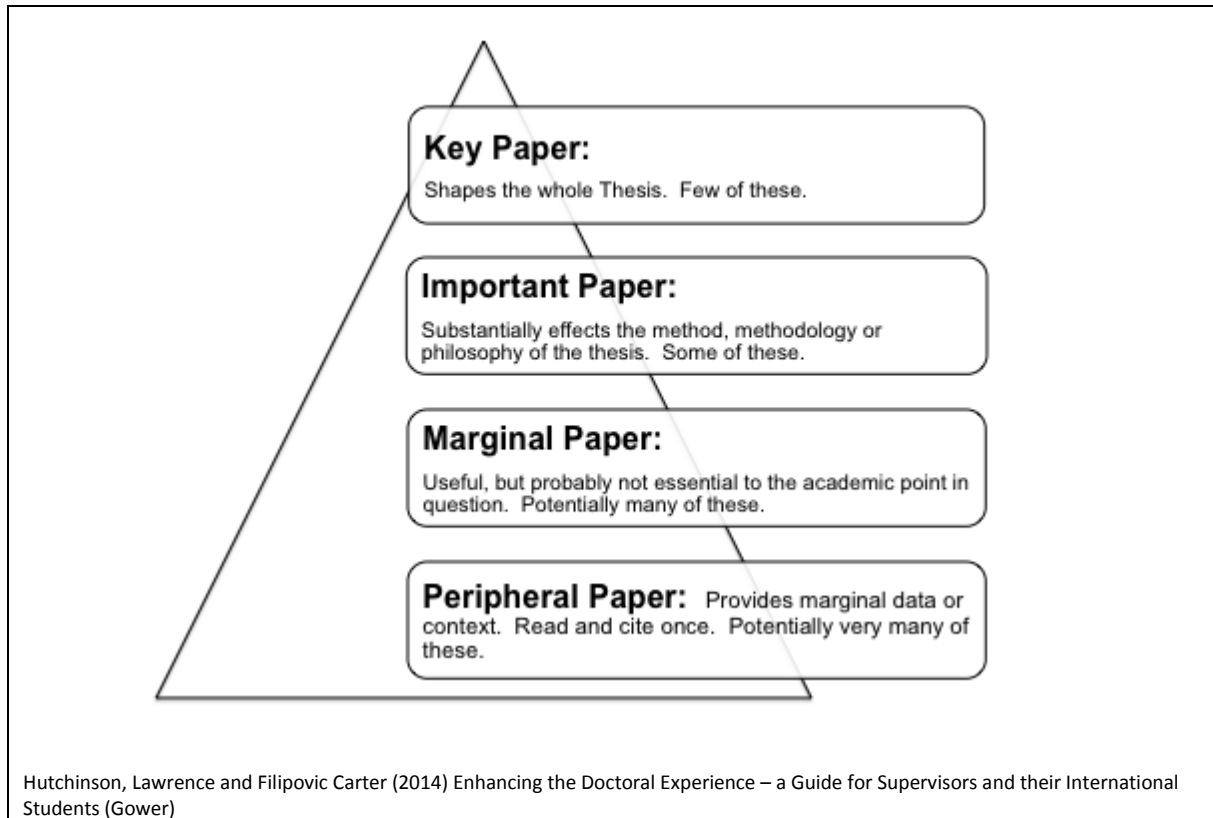 Key Paper:
Shapes the whole Thesis.  Few of these.
Important Paper:
Substantially effects the method, methodology or
philosophy of the thesis.  Some of these.
Marginal Paper:
Useful, but probably not essential to the academic point in
question.  Potentially many of these.
Peripheral Paper:  Provides marginal data or
context.  Read and cite once.  Potentially very many of
these.
Hutchinson, Lawrence and Filipovic Carter (2014) Enhancing the Doctoral Experience – a Guide for Supervisors and their International
Students (Gower)